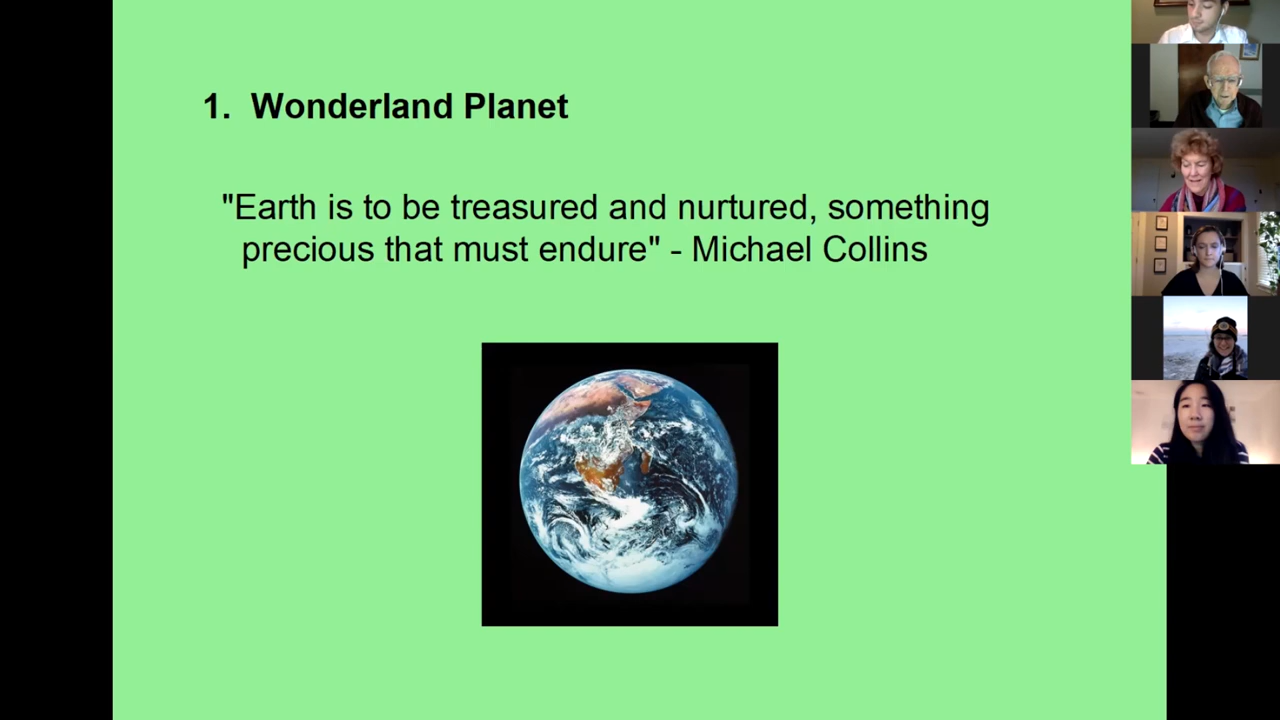 1. Wonderland Planet
"Earth is to be treasured and nurtured, something
precious that must endure" - Michael Collins